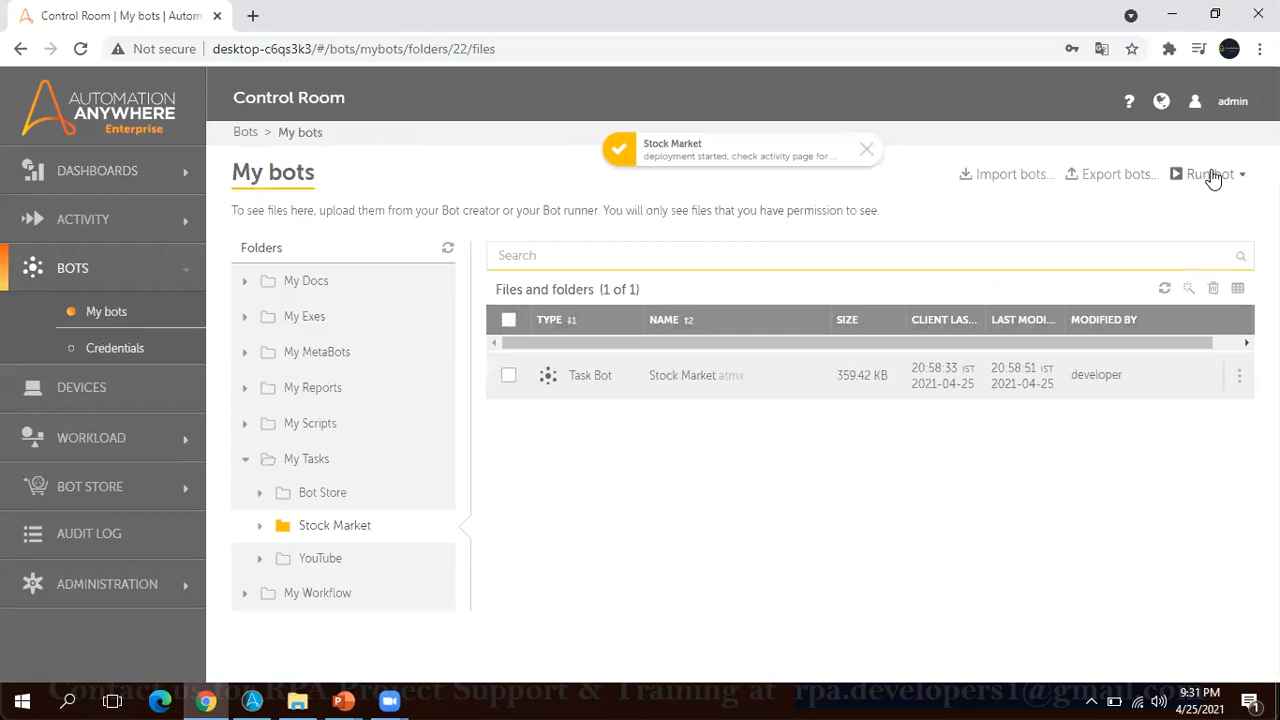 Control Room | My bots | Autom
Not secure
desktop-c6qs3k3/#/bots/mybots/folders/22/files
AUTOMATION
ANYWHERE
Enterprise
Control Room
admin
Bots > My bots
Stock Market
deployment started, check activity page for ...
My bots
Import bots...
Export bots...
Run bot
To see files here, upload them from your Bot creator or your Bot runner. You will only see files that you have permission to see.
DASHBOARDS
ACTIVITY
BOTS
My bots
Credentials
DEVICES
WORKLOAD
BOT STORE
AUDIT LOG
ADMINISTRATION
Folders
My Docs
My Exes
My MetaBots
My Reports
My Scripts
My Tasks
Bot Store
Stock Market
YouTube
My Workflow
Search
Files and folders (1 of 1)
TYPE ↓1 NAME ↑2 SIZE CLIENT LAS... LAST MODI... MODIFIED BY
Task Bot Stock Market.atmx 359.42 KB 20:58:33 IST 2021-04-25 20:58:51 IST 2021-04-25 developer
Contact us for RPA Project Support & Training at rpa.developers1@gmail.com
9:31 PM
4/25/2021
1